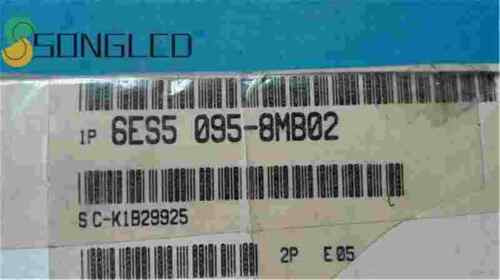 SONGLCD
1P 6ES5 095-8MB02
S C-K1B29925
2P E 05